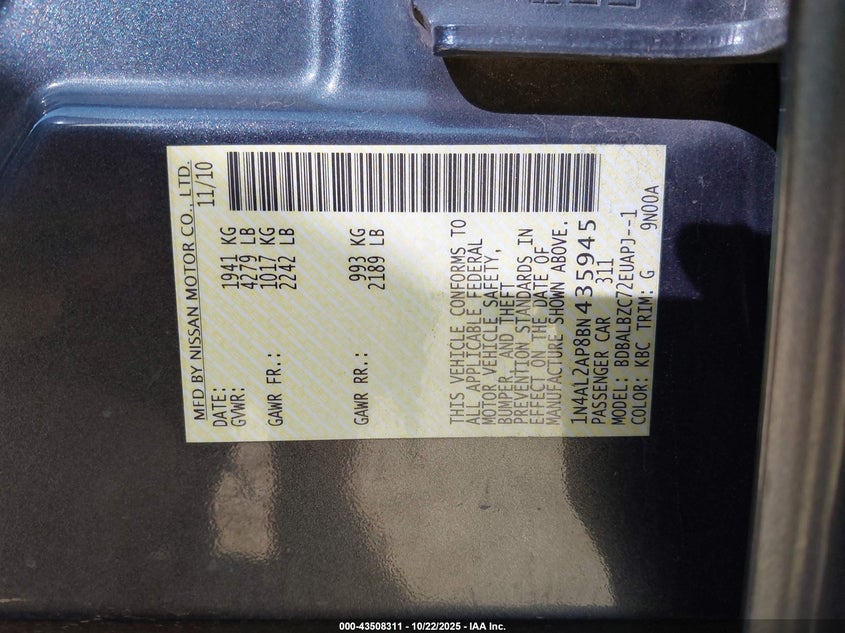 MFD BY NISSAN MOTOR CO., LTD.
DATE: 11/10
GVWR: 1941 KG
4279 LB
GAWR FR.: 1017 KG
2242 LB
GAWR RR.: 993 KG
2189 LB
THIS VEHICLE CONFORMS TO
ALL APPLICABLE FEDERAL
MOTOR VEHICLE SAFETY,
BUMPER, AND THEFT
PREVENTION STANDARDS IN
EFFECT ON THE DATE OF
MANUFACTURE SHOWN ABOVE.
1N4AL2AP8BN435945
PASSENGER CAR 311
MODEL: BDBALBZC72EUAPJ--1
COLOR: KBC TRIM: G 9N00A
000-43508311 - 10/22/2025 - IAA Inc.